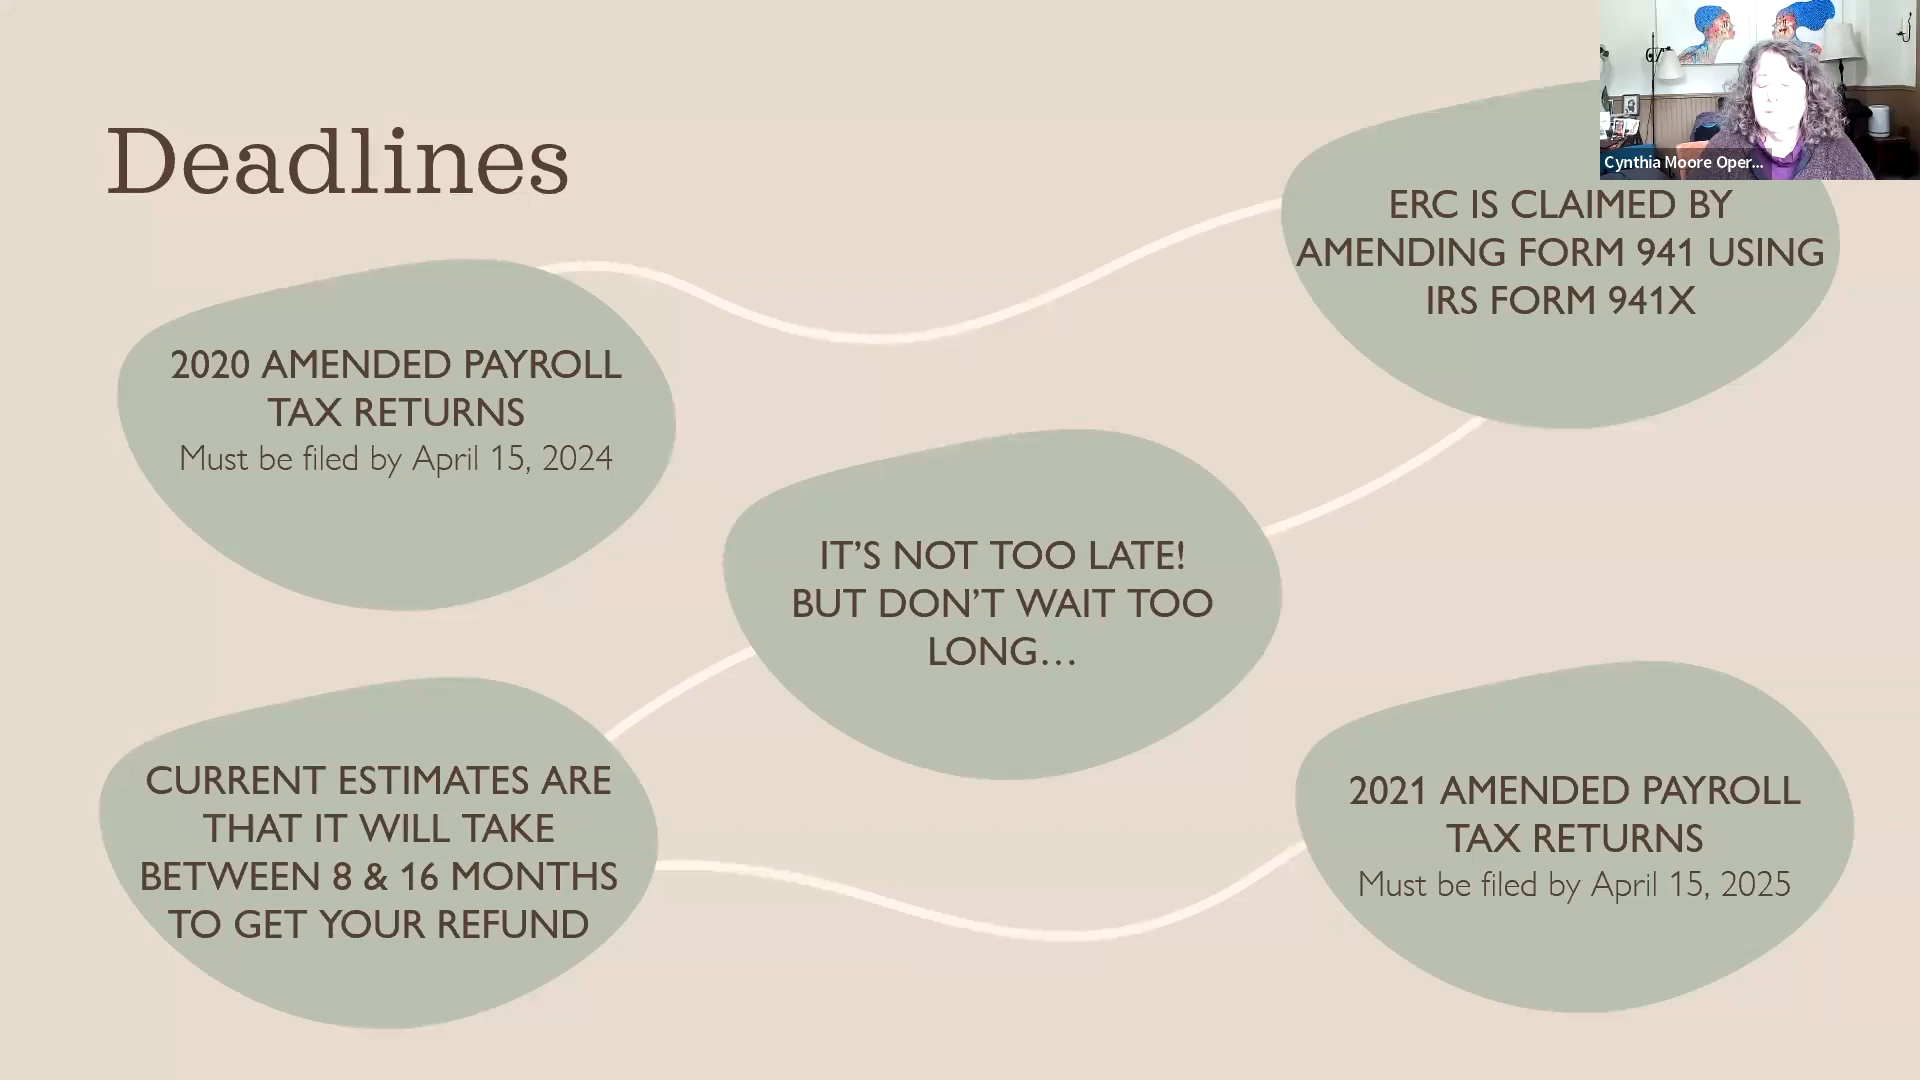 Deadlines
Cynthia Moore Oper...
ERC IS CLAIMED BY
AMENDING FORM 941 USING
IRS FORM 941X
2020 AMENDED PAYROLL
TAX RETURNS
Must be filed by April 15, 2024
IT’S NOT TOO LATE!
BUT DON’T WAIT TOO
LONG…
CURRENT ESTIMATES ARE
THAT IT WILL TAKE
BETWEEN 8 & 16 MONTHS
TO GET YOUR REFUND
2021 AMENDED PAYROLL
TAX RETURNS
Must be filed by April 15, 2025